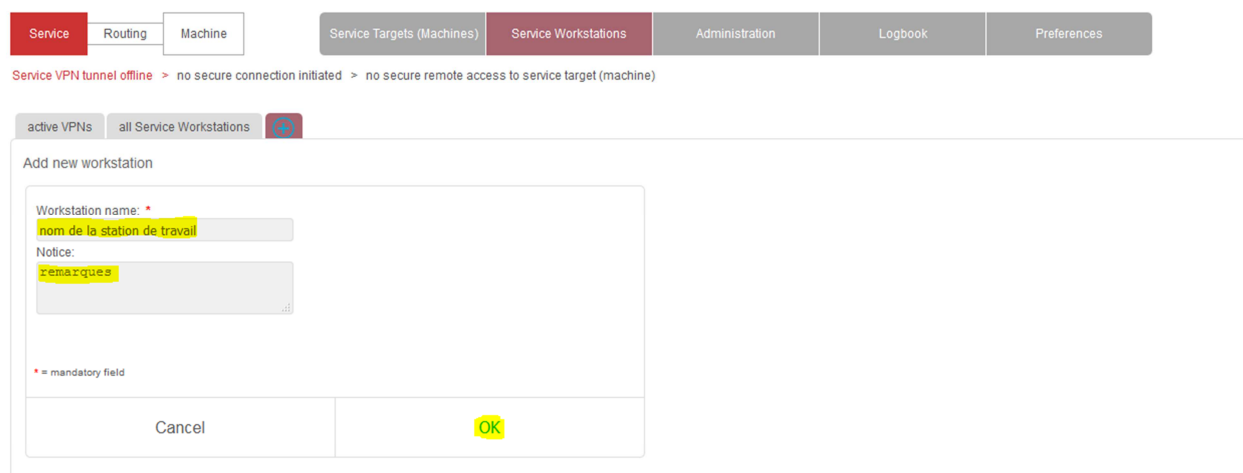 Service Routing Machine Service Targets (Machines) Service Workstations Administration Logbook Preferences
Service VPN tunnel offline > no secure connection initiated > no secure remote access to service target (machine)
active VPNs all Service Workstations
Add new workstation
Workstation name: *
nom de la station de travail
Notice:
remarques
* = mandatory field
Cancel OK